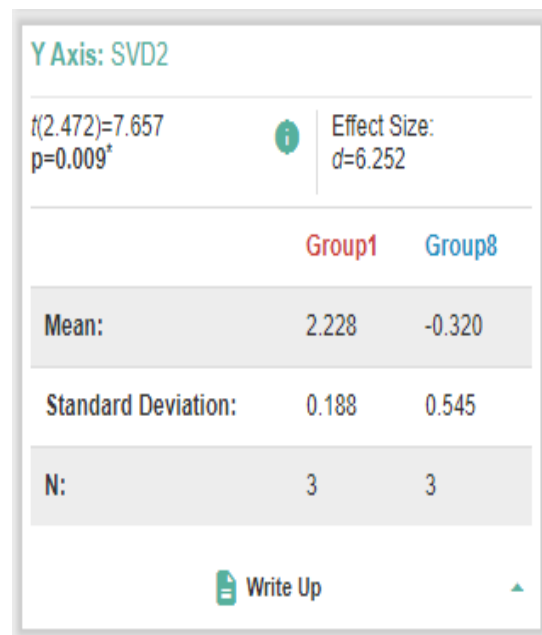 Y Axis: SVD2
t(2.472)=7.657
p=0.009*
Effect Size:
d=6.252
Group1 Group8
Mean: 2.228 -0.320
Standard Deviation: 0.188 0.545
N: 3 3
Write Up